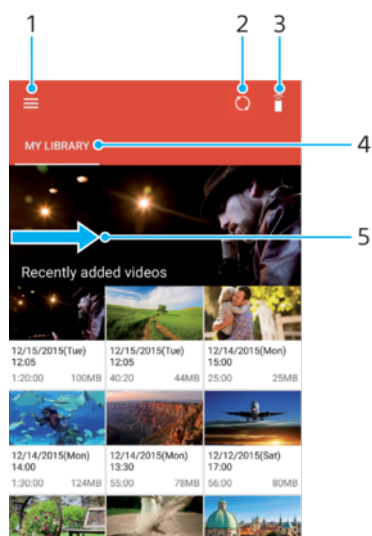 1 2 3
MY LIBRARY 4
5
Recently added videos
12/15/2015(Tue) 12/15/2015(Tue) 12/14/2015(Mon)
12:05 12:05 15:00
1:20:00 100MB 40:20 44MB 25:00 25MB
12/14/2015(Mon) 12/14/2015(Mon) 12/12/2015(Sat)
14:00 13:30 17:00
1:30:00 124MB 55:00 78MB 56:00 80MB